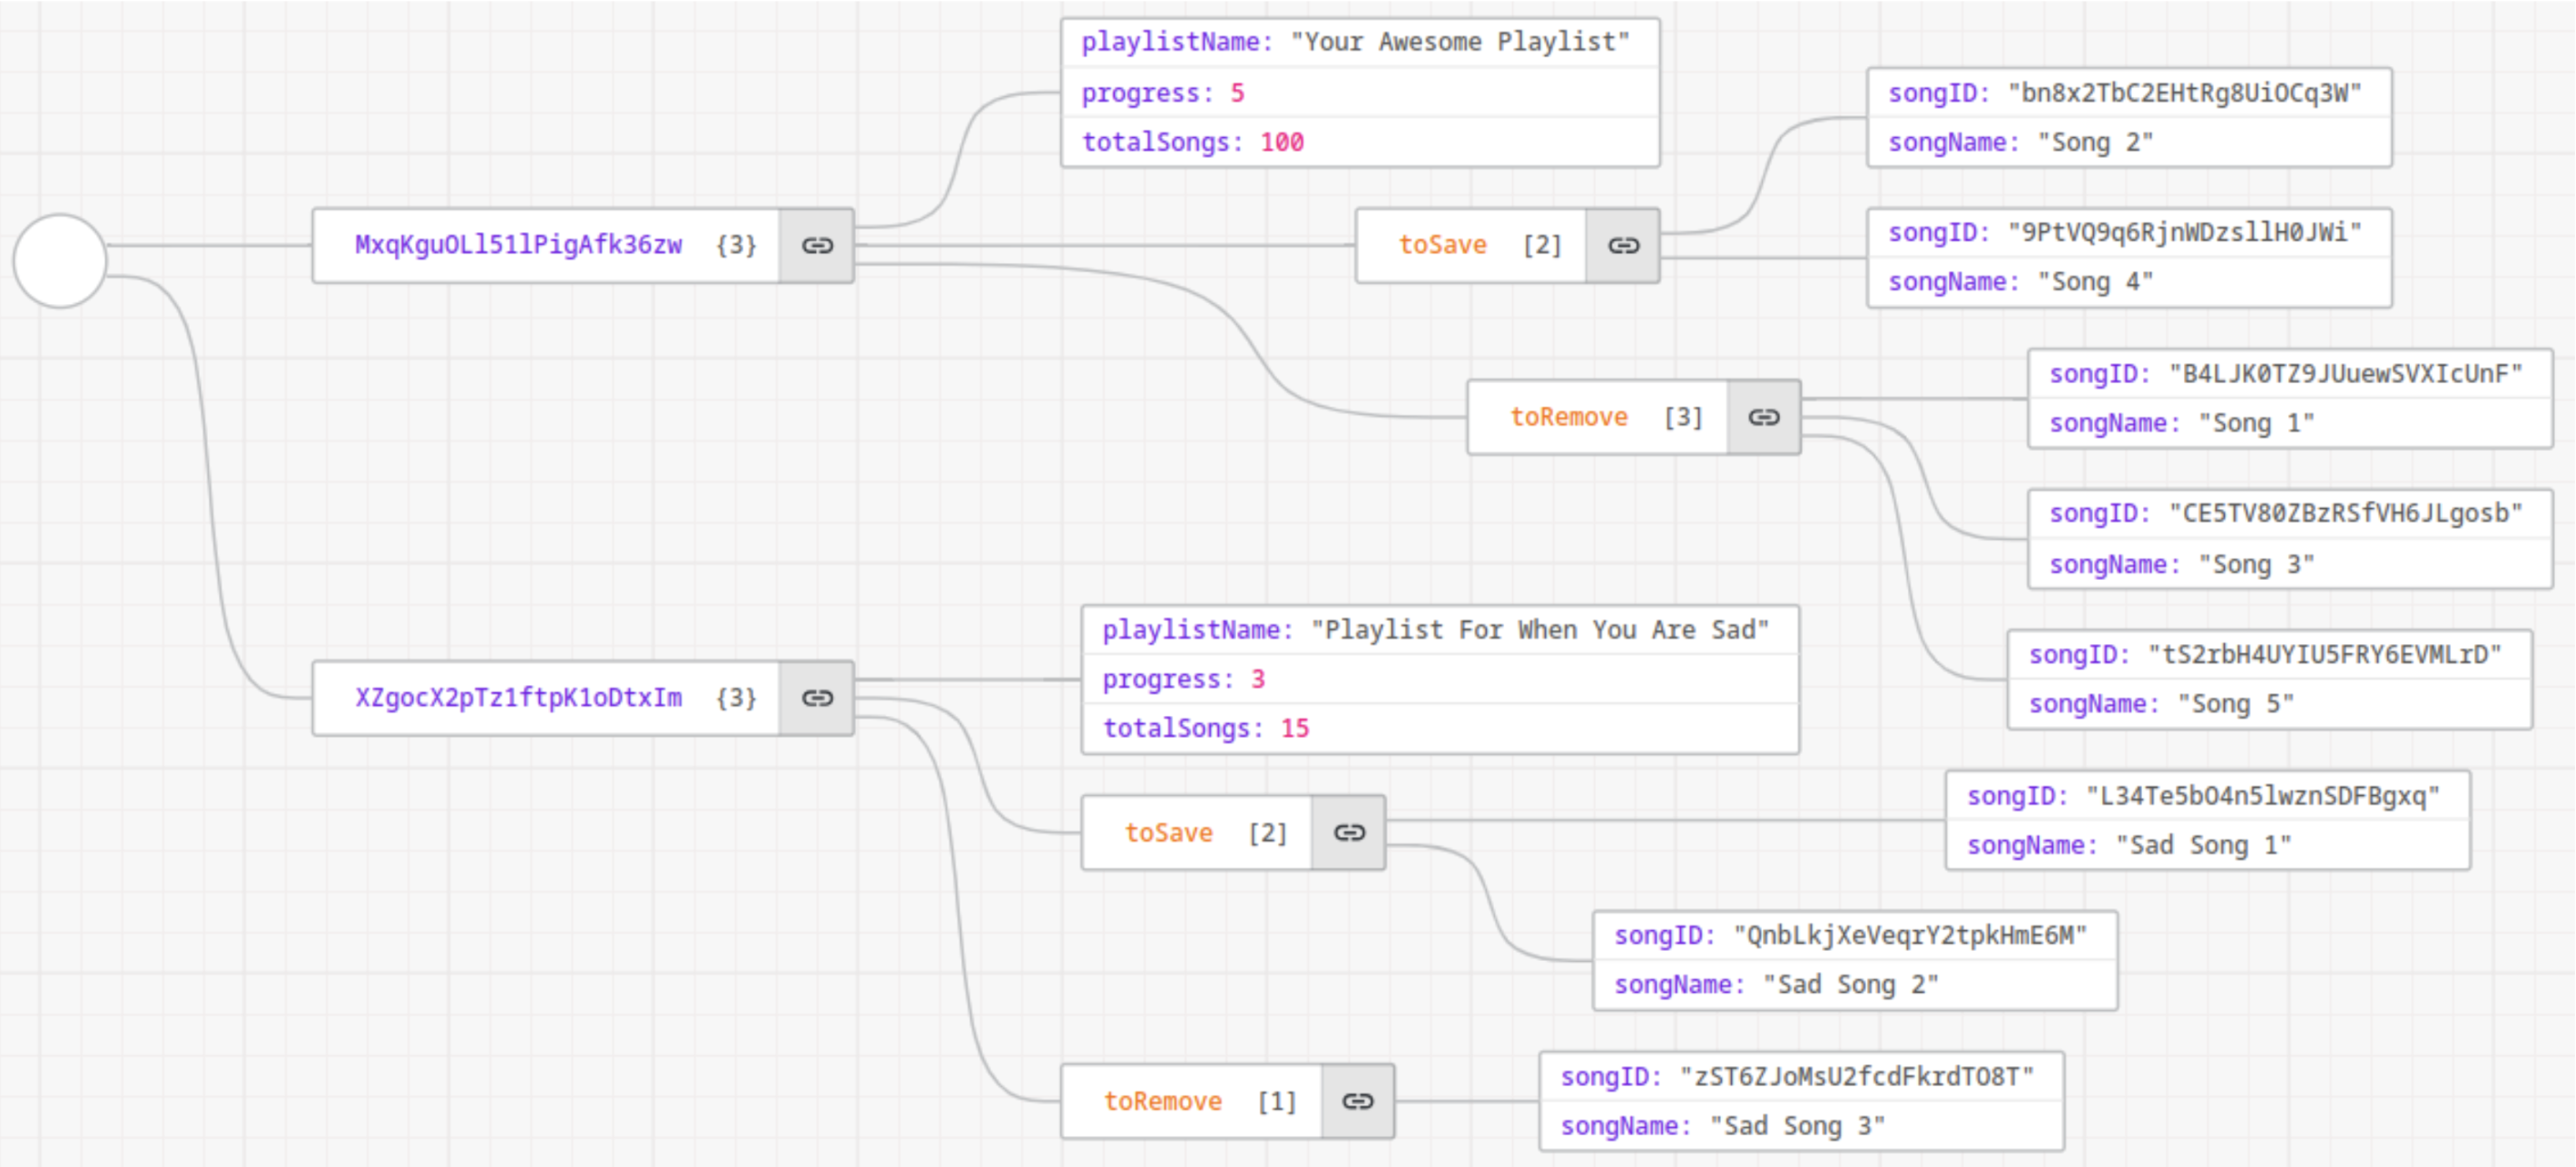 playlistName: "Your Awesome Playlist"
progress: 5
totalSongs: 100
songID: "bn8x2TbC2EHtRg8UiOCq3W"
songName: "Song 2"
MxqKguOLl51lPigAfk36zw {3}
toSave [2]
songID: "9PtVQ9q6RjnWDzsllH0JWi"
songName: "Song 4"
toRemove [3]
songID: "B4LJK0TZ9JUuewSVXIcUnF"
songName: "Song 1"
songID: "CE5TV80ZBzRSfVH6JLgosb"
songName: "Song 3"
songID: "tS2rbH4UYIU5FRY6EVMLrD"
songName: "Song 5"
XZgocX2pTz1ftpK1oDtxIm {3}
playlistName: "Playlist For When You Are Sad"
progress: 3
totalSongs: 15
toSave [2]
songID: "L34Te5bO4n5lwznSDFBgxq"
songName: "Sad Song 1"
songID: "QnbLkjXeVeqrY2tpkHmE6M"
songName: "Sad Song 2"
toRemove [1]
songID: "zST6ZJoMsU2fcdFkrdTO8T"
songName: "Sad Song 3"